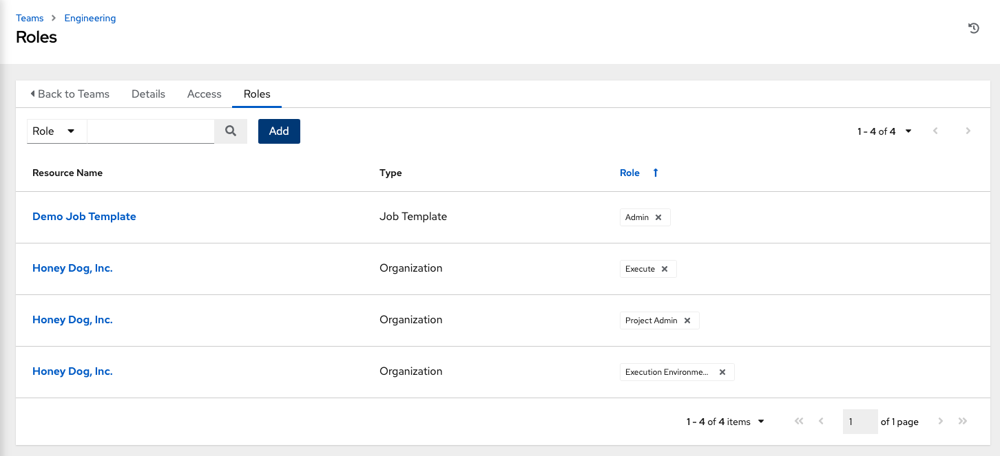 Teams Engineering
Roles
Back to Teams Details Access Roles
Role Add 1 - 4 of 4
Resource Name Type Role
Demo Job Template Job Template Admin
Honey Dog, Inc. Organization Execute
Honey Dog, Inc. Organization Project Admin
Honey Dog, Inc. Organization Execution Environme...
1 - 4 of 4 items 1 of 1 page